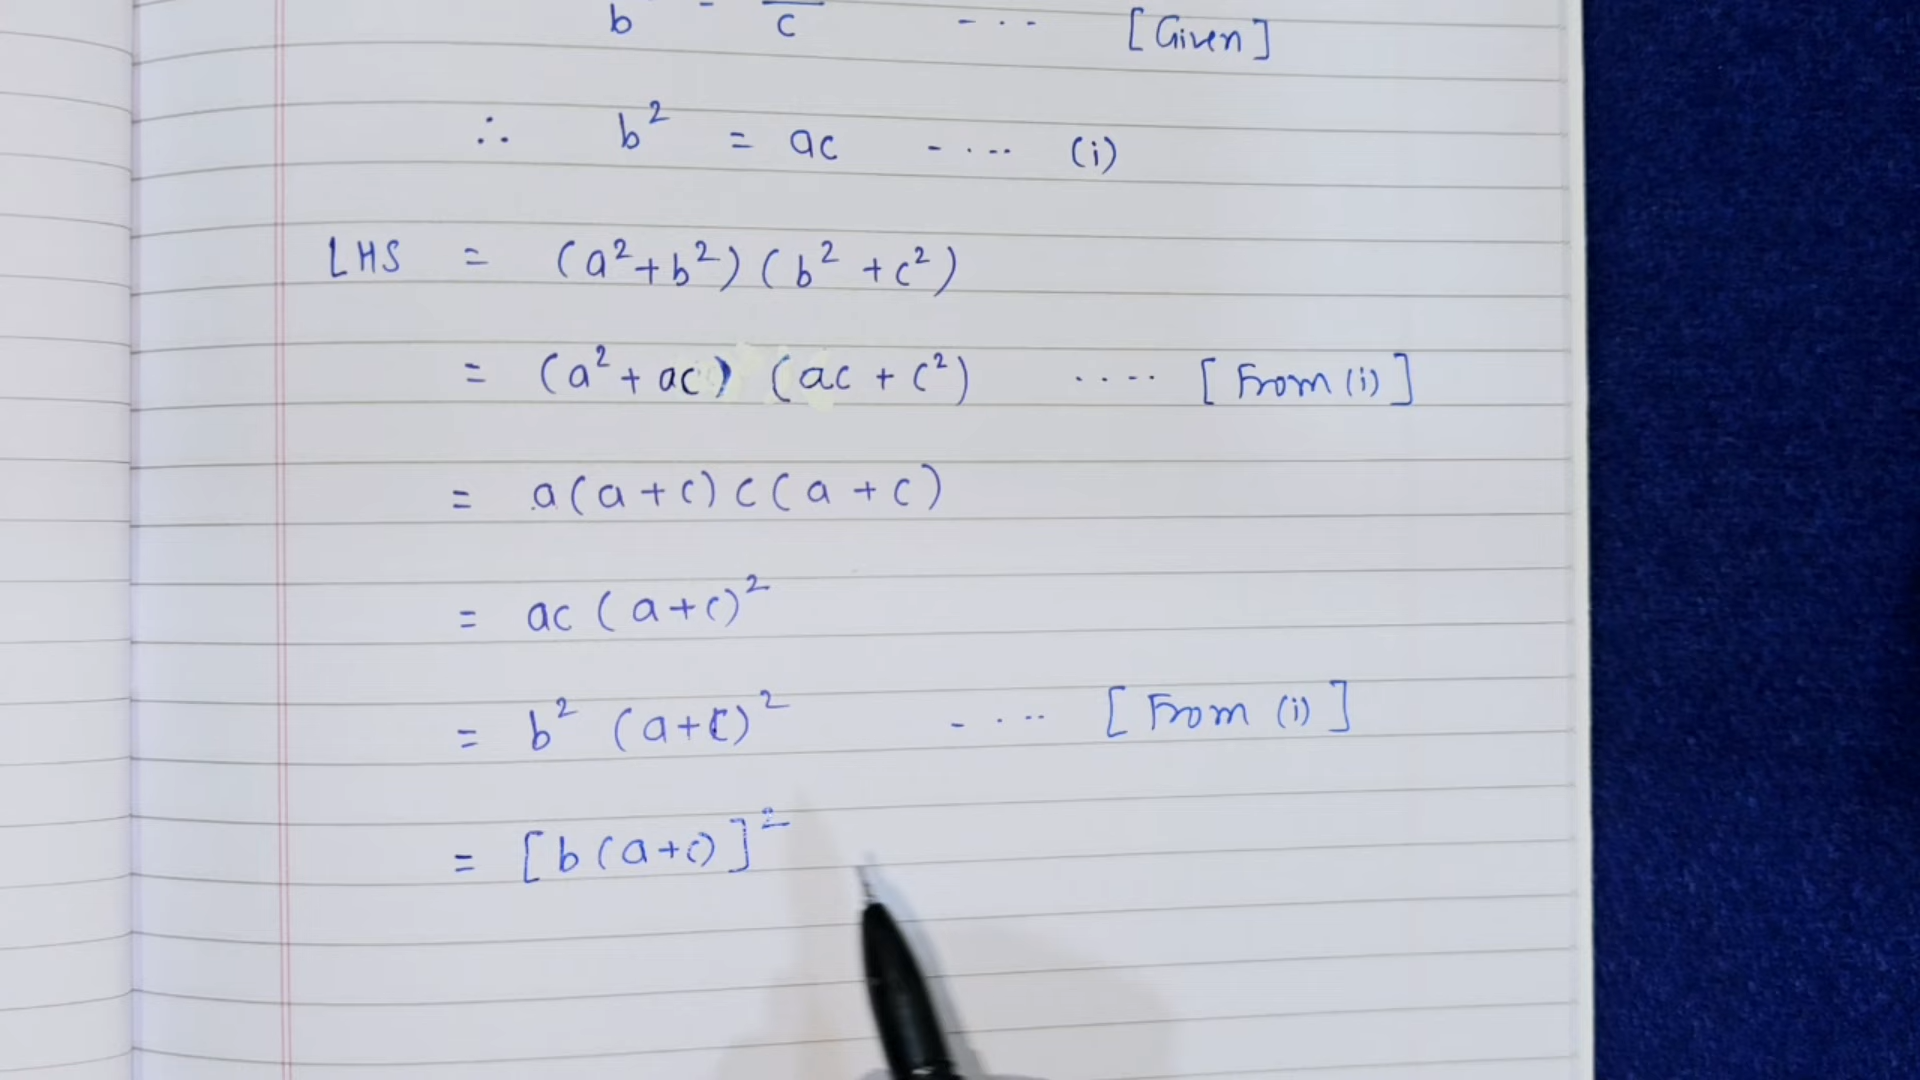 b = c - - - - [Given]
∴ b² = ac - - - - (i)
LHS = (a²+b²) (b² + c²)
= (a² + ac) (ac + c²) .... [From (i)]
= a(a+c) c(a+c)
= ac (a+c)²
= b² (a+c)² - - - - [From (i)]
= [b(a+c)]²